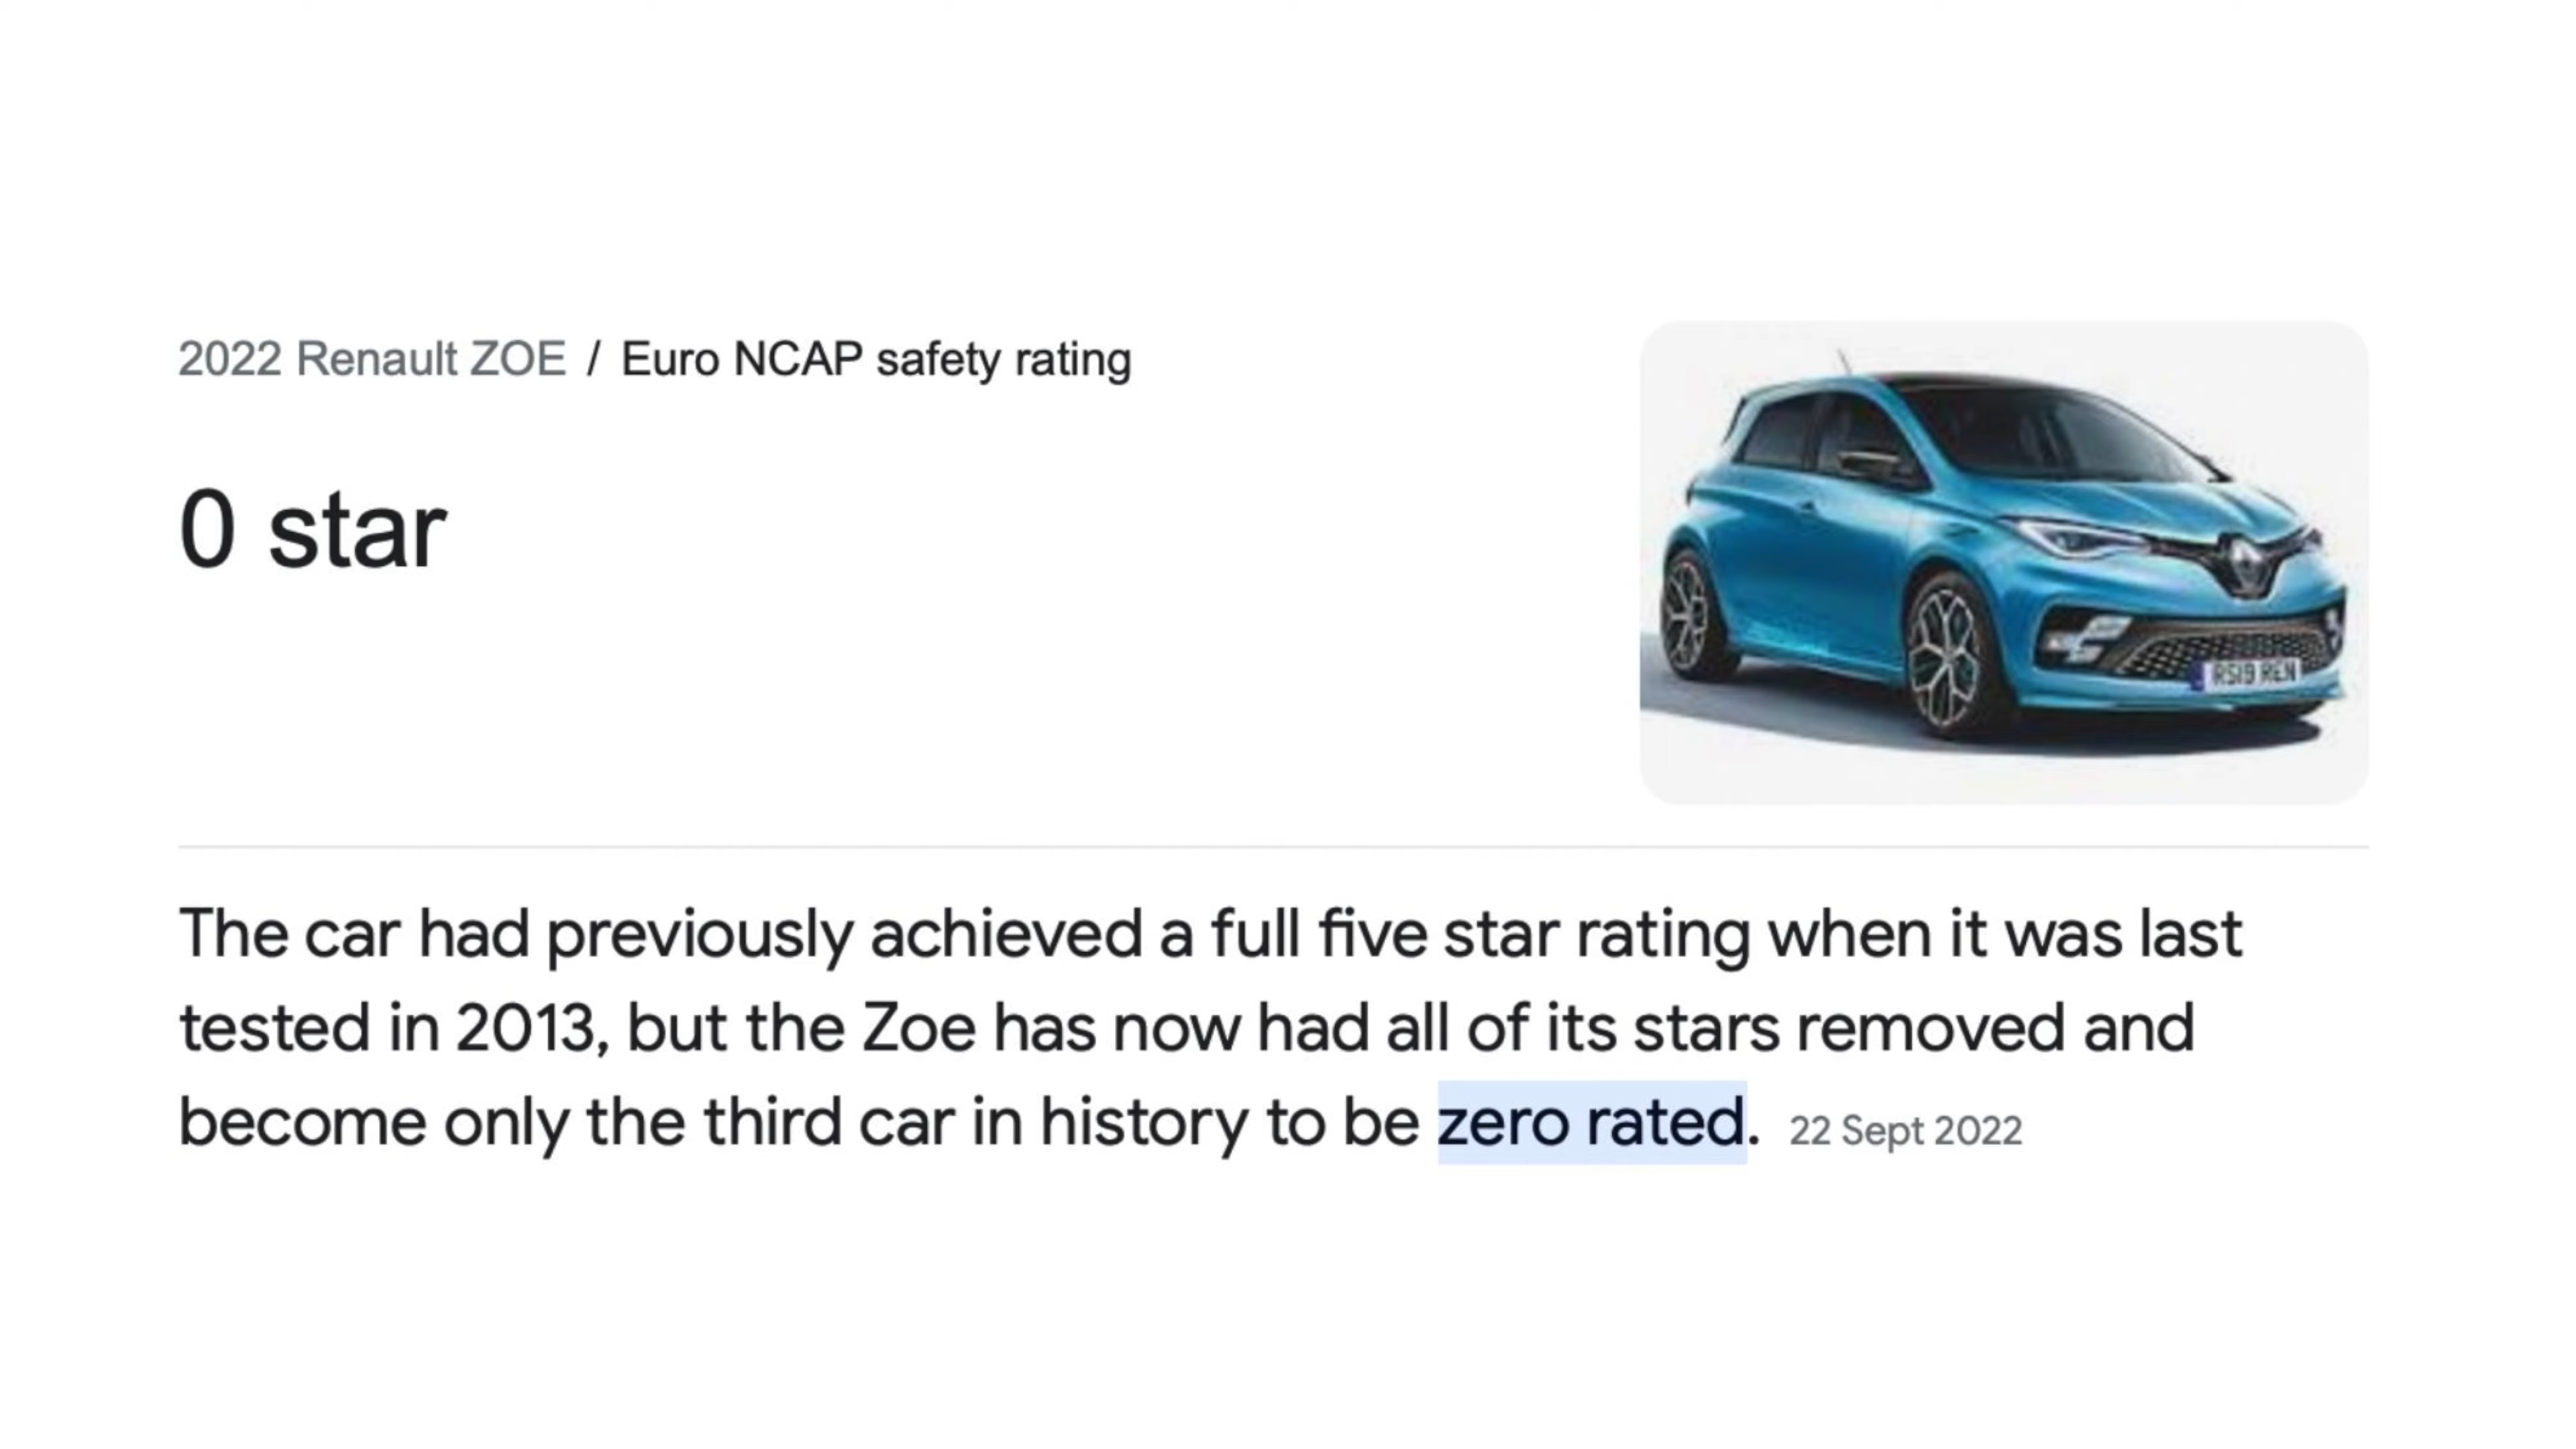 2022 Renault ZOE / Euro NCAP safety rating
0 star
RS19 REN
The car had previously achieved a full five star rating when it was last
tested in 2013, but the Zoe has now had all of its stars removed and
become only the third car in history to be zero rated. 22 Sept 2022